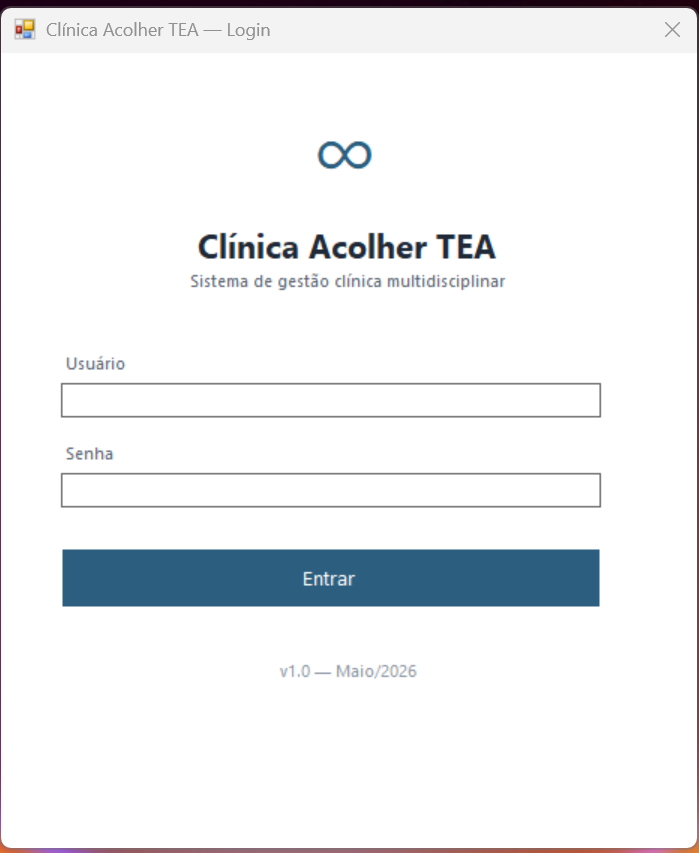 Clínica Acolher TEA — Login
∞
Clínica Acolher TEA
Sistema de gestão clínica multidisciplinar
Usuário
Senha
Entrar
v1.0 — Maio/2026